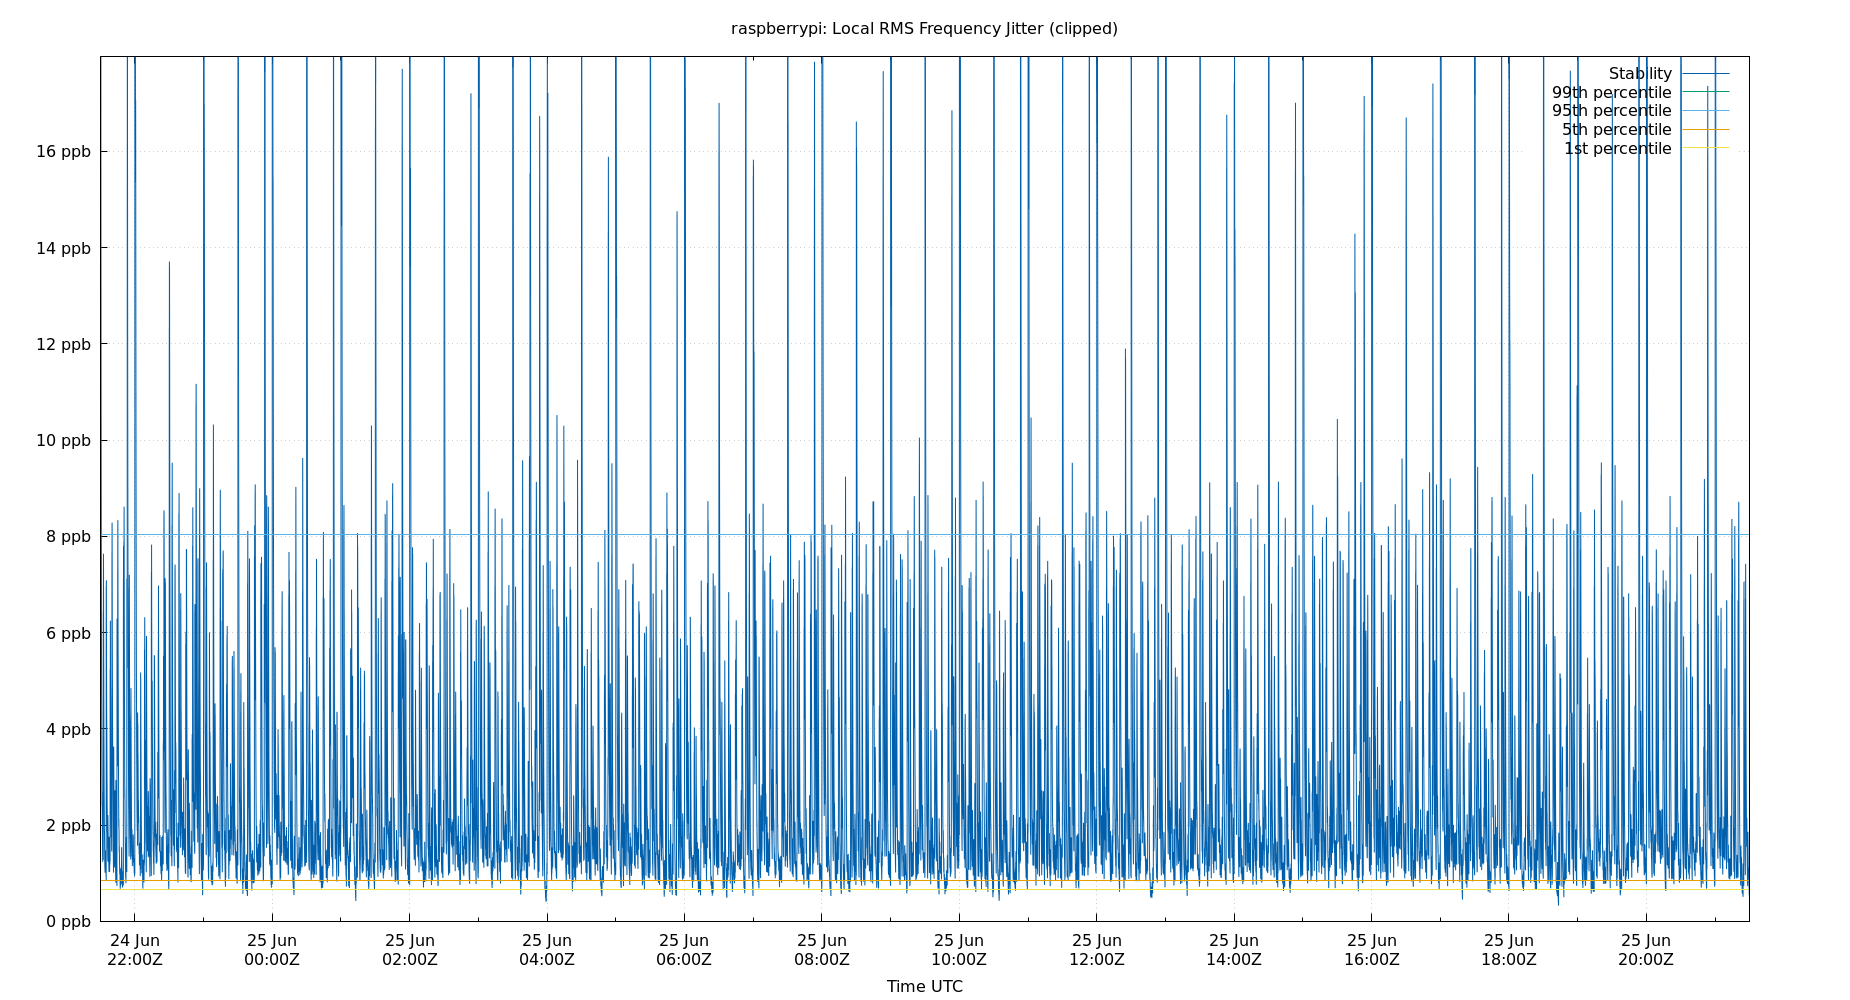 raspberrypi: Local RMS Frequency Jitter (clipped)
Stability
99th percentile
95th percentile
5th percentile
1st percentile
16 ppb
14 ppb
12 ppb
10 ppb
8 ppb
6 ppb
4 ppb
2 ppb
0 ppb
24 Jun 25 Jun 25 Jun 25 Jun 25 Jun 25 Jun 25 Jun 25 Jun 25 Jun 25 Jun 25 Jun 25 Jun
22:00Z 00:00Z 02:00Z 04:00Z 06:00Z 08:00Z 10:00Z 12:00Z 14:00Z 16:00Z 18:00Z 20:00Z
Time UTC